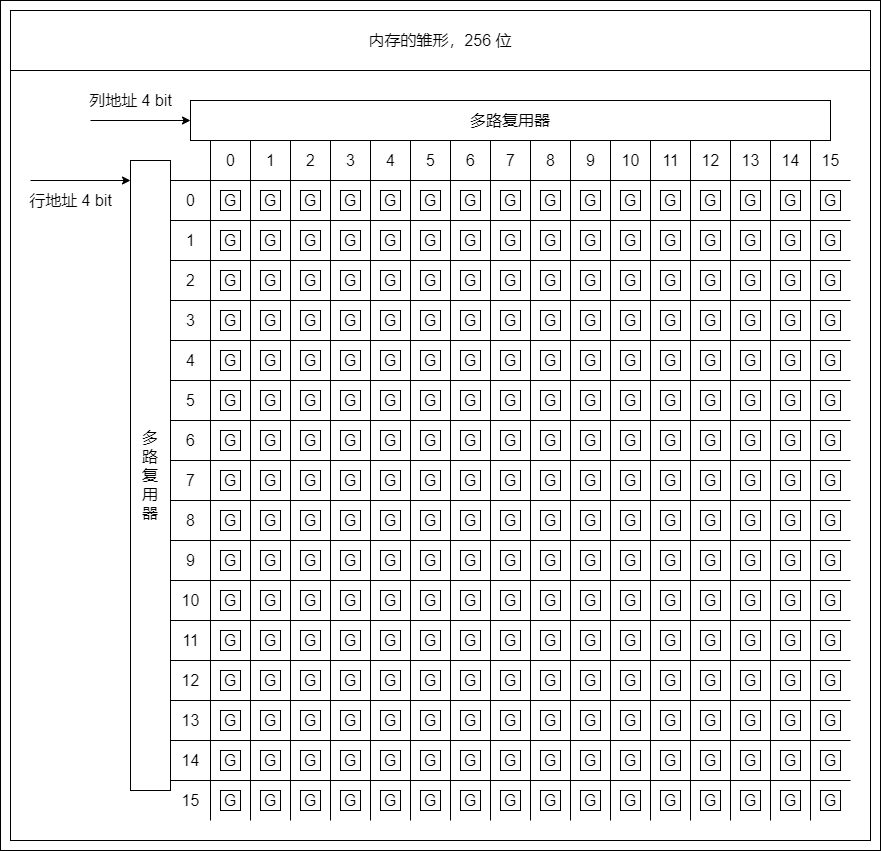 内存的雏形，256 位
列地址 4 bit
多路复用器
0 1 2 3 4 5 6 7 8 9 10 11 12 13 14 15
行地址 4 bit
0 G G G G G G G G G G G G G G G G
1 G G G G G G G G G G G G G G G G
2 G G G G G G G G G G G G G G G G
3 G G G G G G G G G G G G G G G G
4 G G G G G G G G G G G G G G G G
5 G G G G G G G G G G G G G G G G
6 G G G G G G G G G G G G G G G G
7 G G G G G G G G G G G G G G G G
8 G G G G G G G G G G G G G G G G
9 G G G G G G G G G G G G G G G G
10 G G G G G G G G G G G G G G G G
11 G G G G G G G G G G G G G G G G
12 G G G G G G G G G G G G G G G G
13 G G G G G G G G G G G G G G G G
14 G G G G G G G G G G G G G G G G
15 G G G G G G G G G G G G G G G G
多路复用器